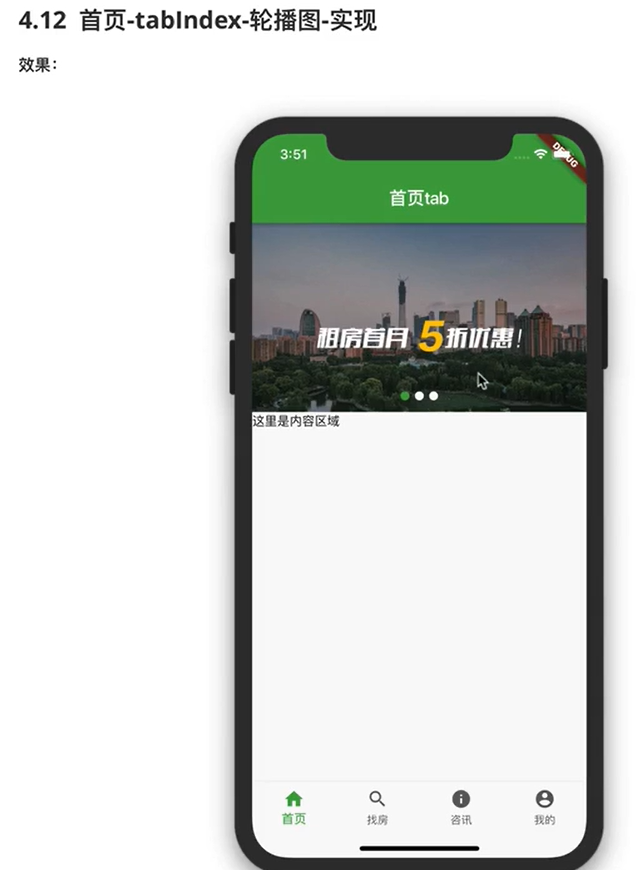 4.12 首页-tabIndex-轮播图-实现
效果：
3:51
DEBUG
首页tab
租房首月 5折优惠！
这里是内容区域
首页 找房 咨讯 我的